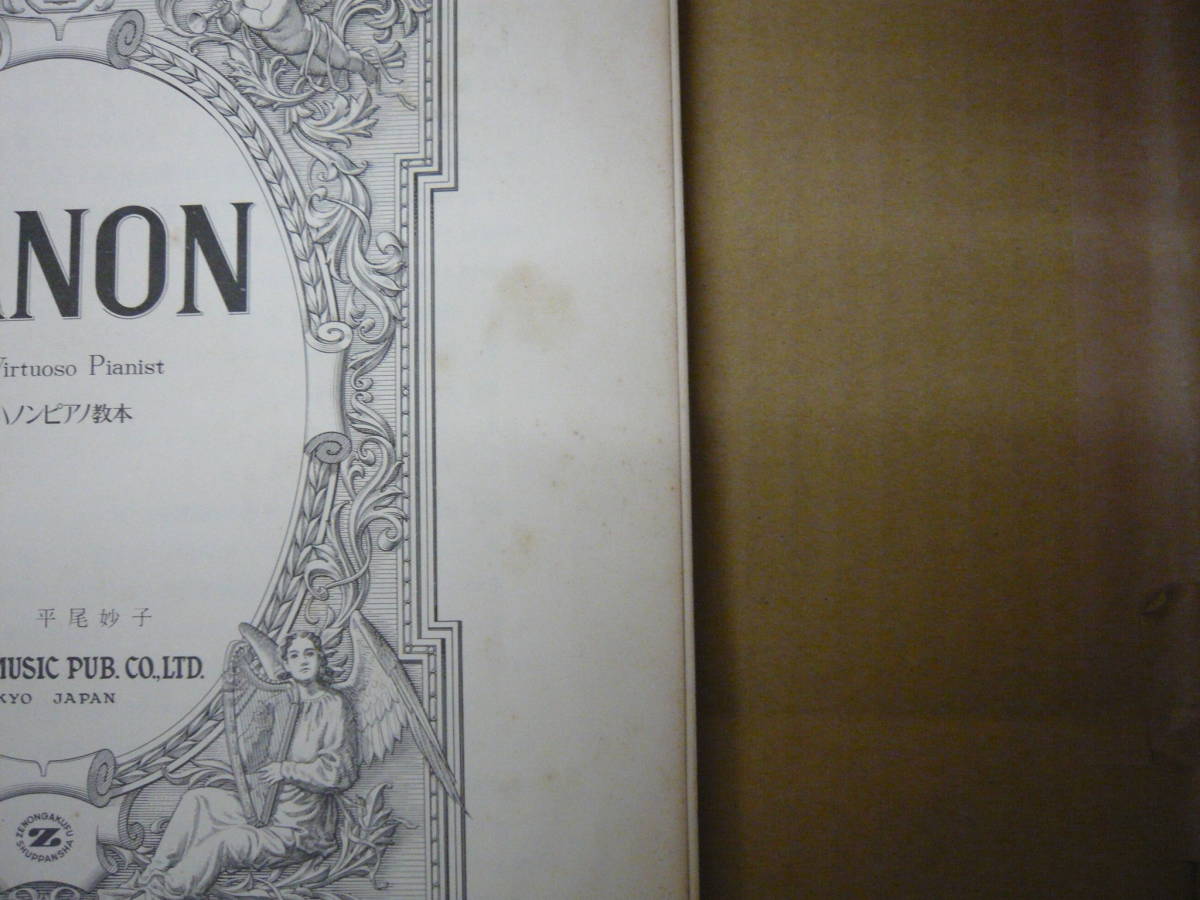 ANON
Virtuoso Pianist
ハノンピアノ教本
平尾妙子
MUSIC PUB. CO., LTD.
KYO JAPAN
ZENONGAKUFU
Z
SHUPPANSHA